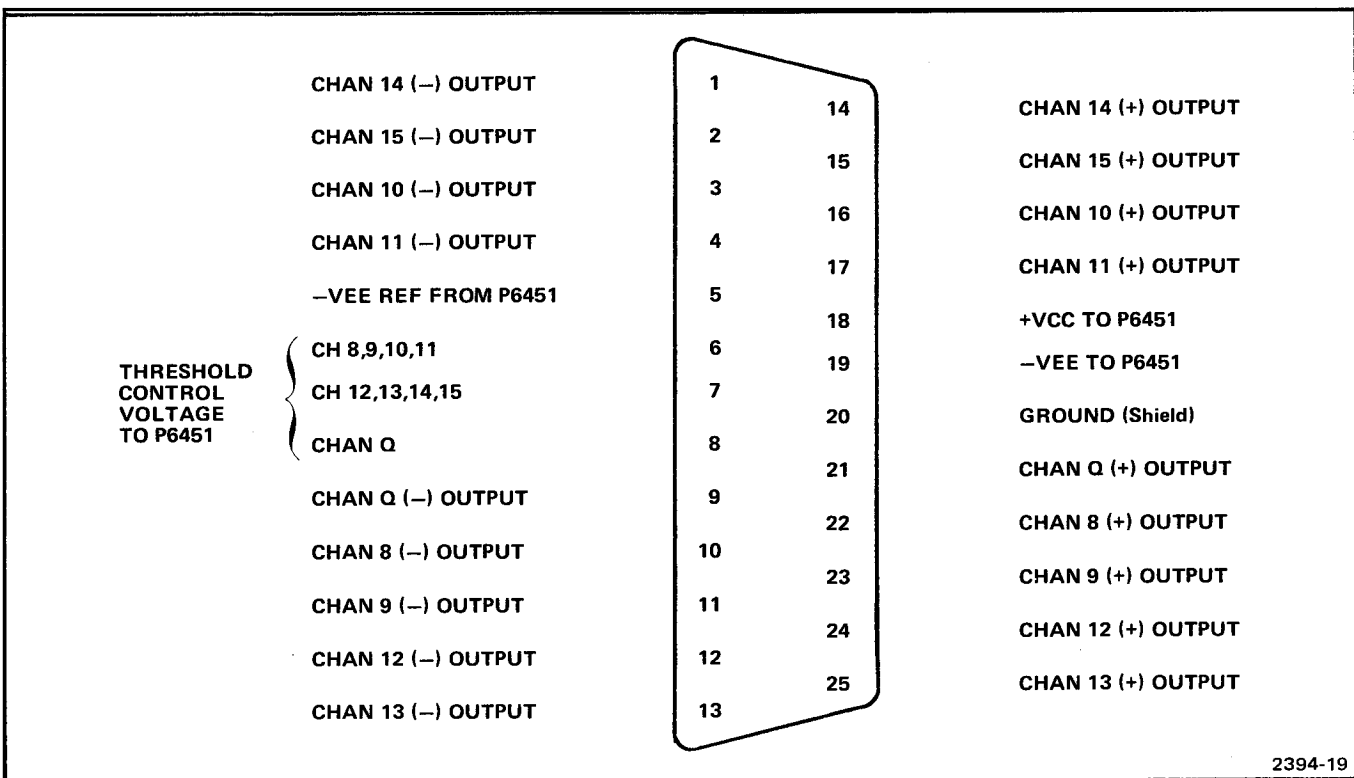 CHAN 14 (—) OUTPUT 1
14 CHAN 14 (+) OUTPUT
CHAN 15 (—) OUTPUT 2
15 CHAN 15 (+) OUTPUT
CHAN 10 (—) OUTPUT 3
16 CHAN 10 (+) OUTPUT
CHAN 11 (—) OUTPUT 4
17 CHAN 11 (+) OUTPUT
—VEE REF FROM P6451 5
18 +VCC TO P6451
THRESHOLD
CONTROL
VOLTAGE
TO P6451
CH 8,9,10,11 6
19 —VEE TO P6451
CH 12,13,14,15 7
20 GROUND (Shield)
CHAN Q 8
21 CHAN Q (+) OUTPUT
CHAN Q (—) OUTPUT 9
22 CHAN 8 (+) OUTPUT
CHAN 8 (—) OUTPUT 10
23 CHAN 9 (+) OUTPUT
CHAN 9 (—) OUTPUT 11
24 CHAN 12 (+) OUTPUT
CHAN 12 (—) OUTPUT 12
25 CHAN 13 (+) OUTPUT
CHAN 13 (—) OUTPUT 13
2394-19